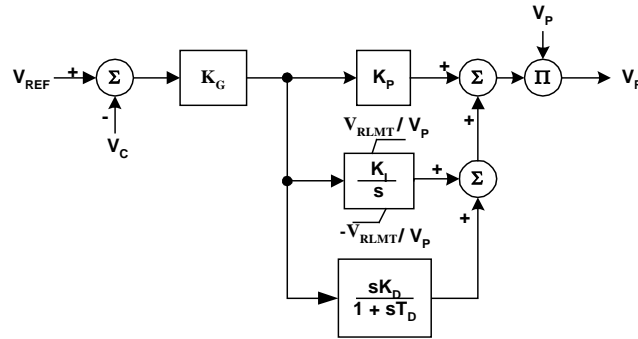 V_P
V_REF
+
Σ
-
V_C
K_G
K_P
+
Σ
+
Π
V_R
V_RLMT / V_P
K_I
s
-V_RLMT / V_P
+
Σ
+
sK_D
1 + sT_D